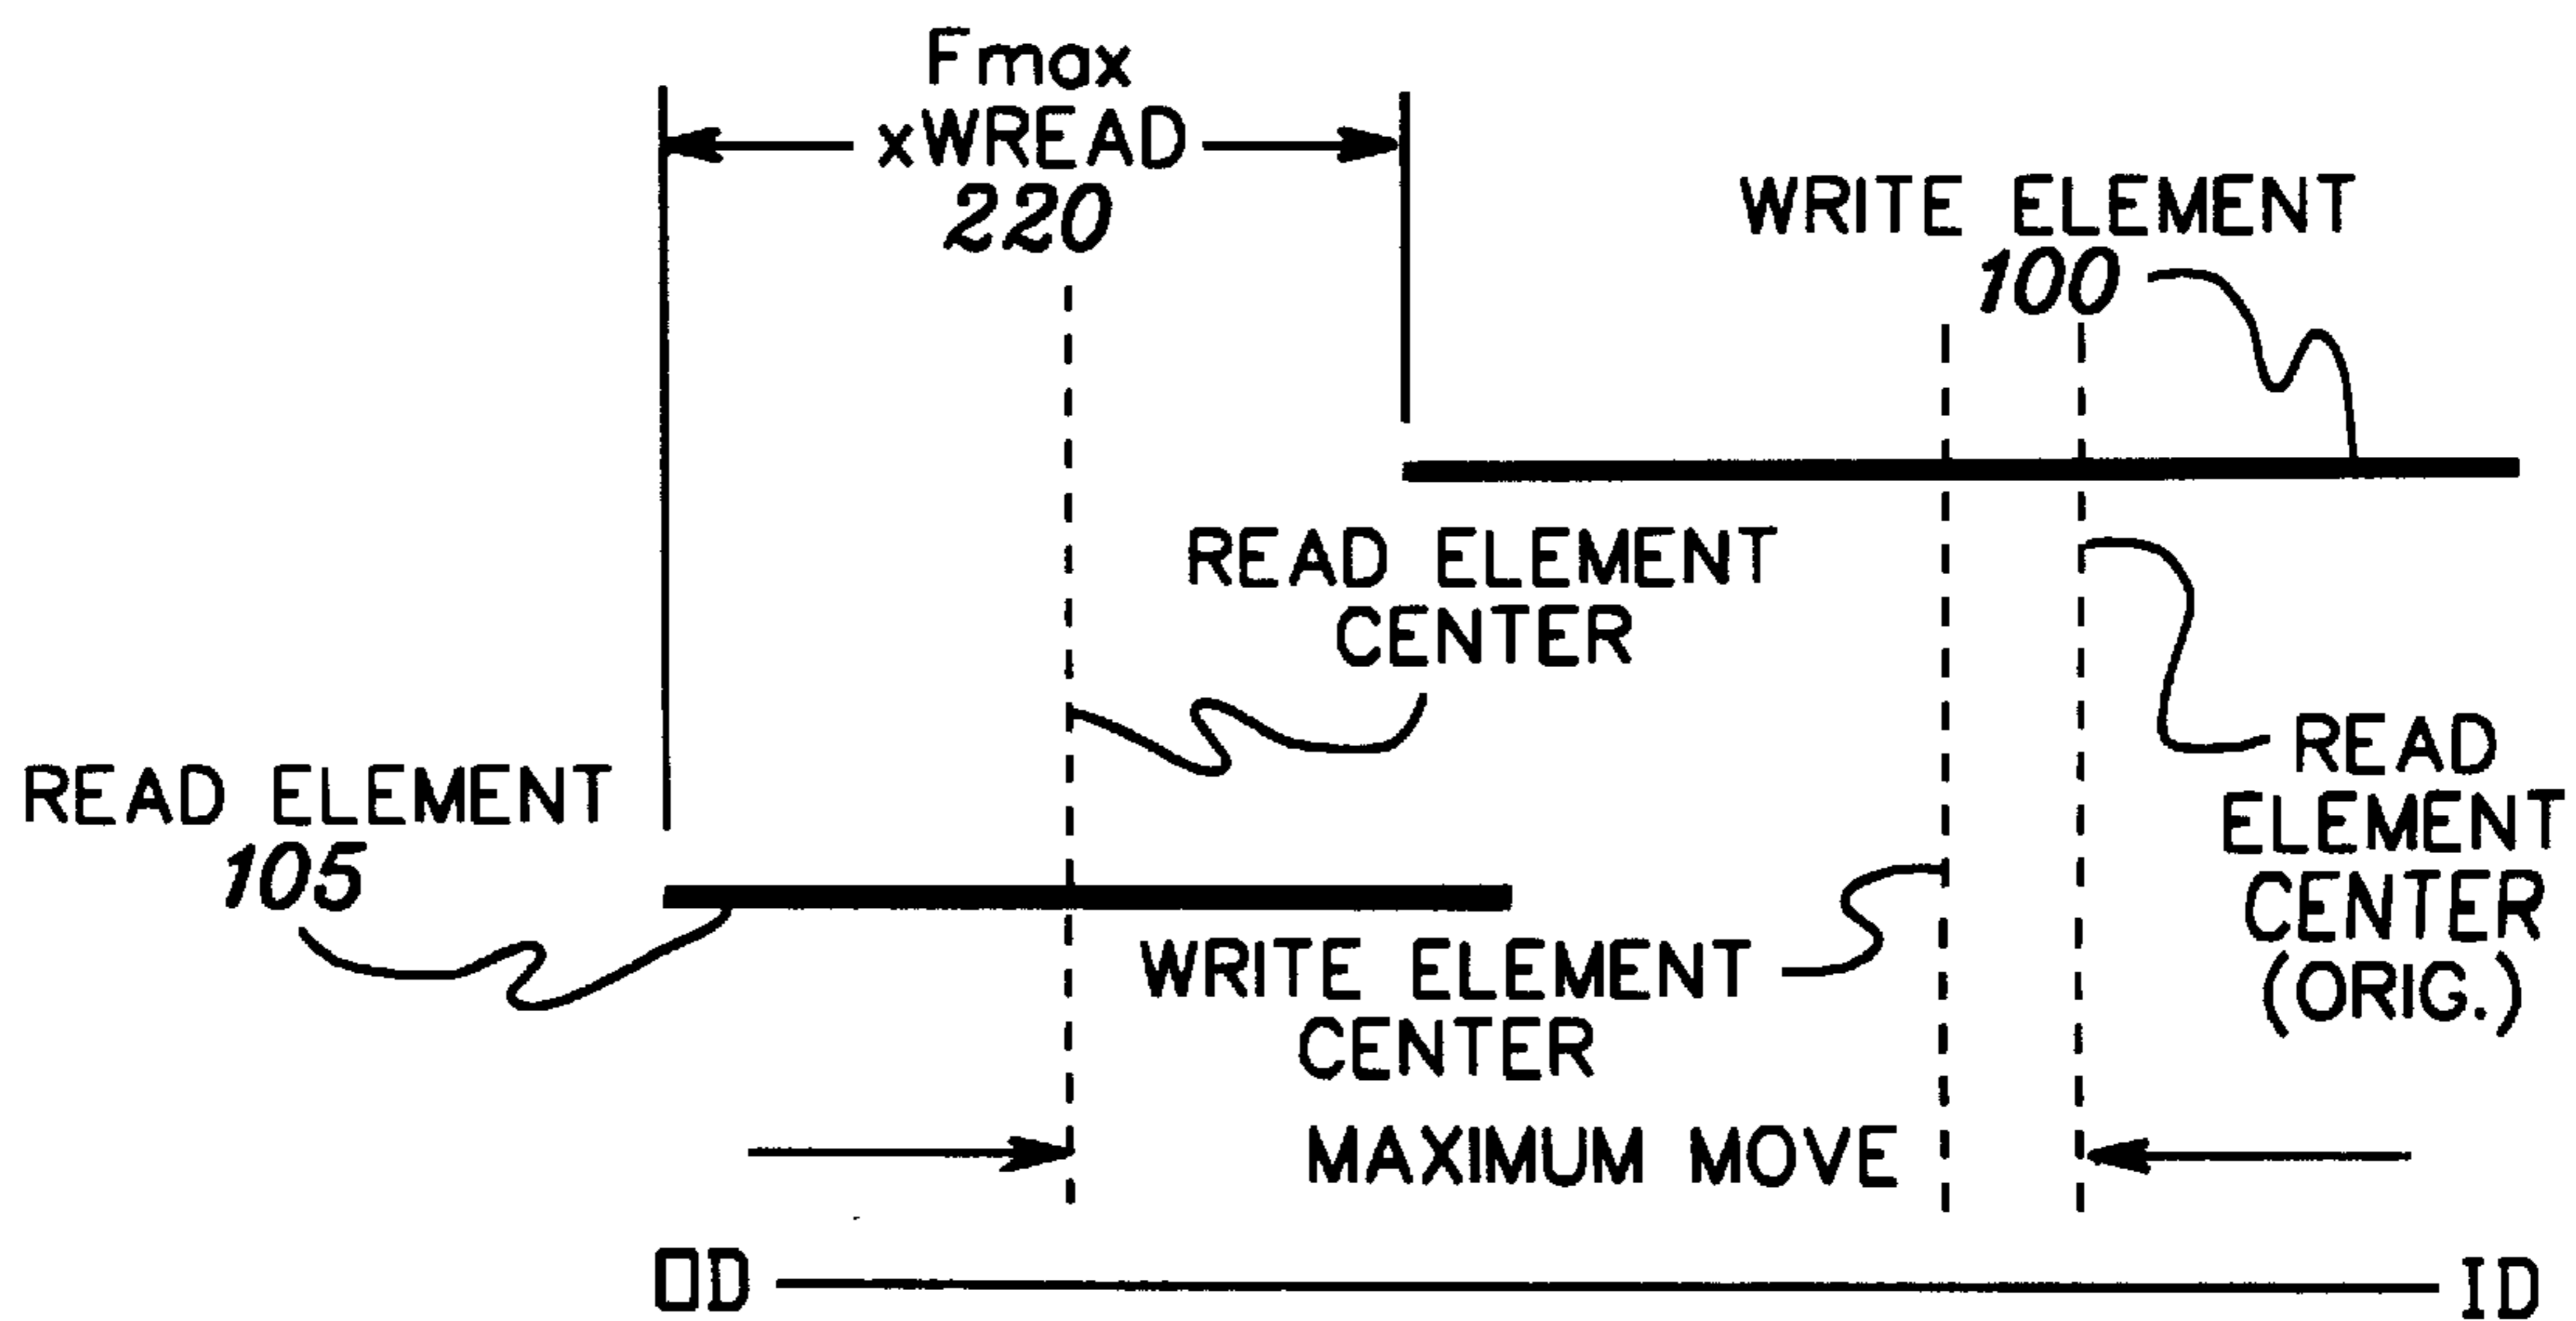 Fmax
xWREAD
220
WRITE ELEMENT
100
READ ELEMENT
CENTER
READ
ELEMENT
CENTER
(ORIG.)
READ ELEMENT
105
WRITE ELEMENT
CENTER
MAXIMUM MOVE
OD
ID